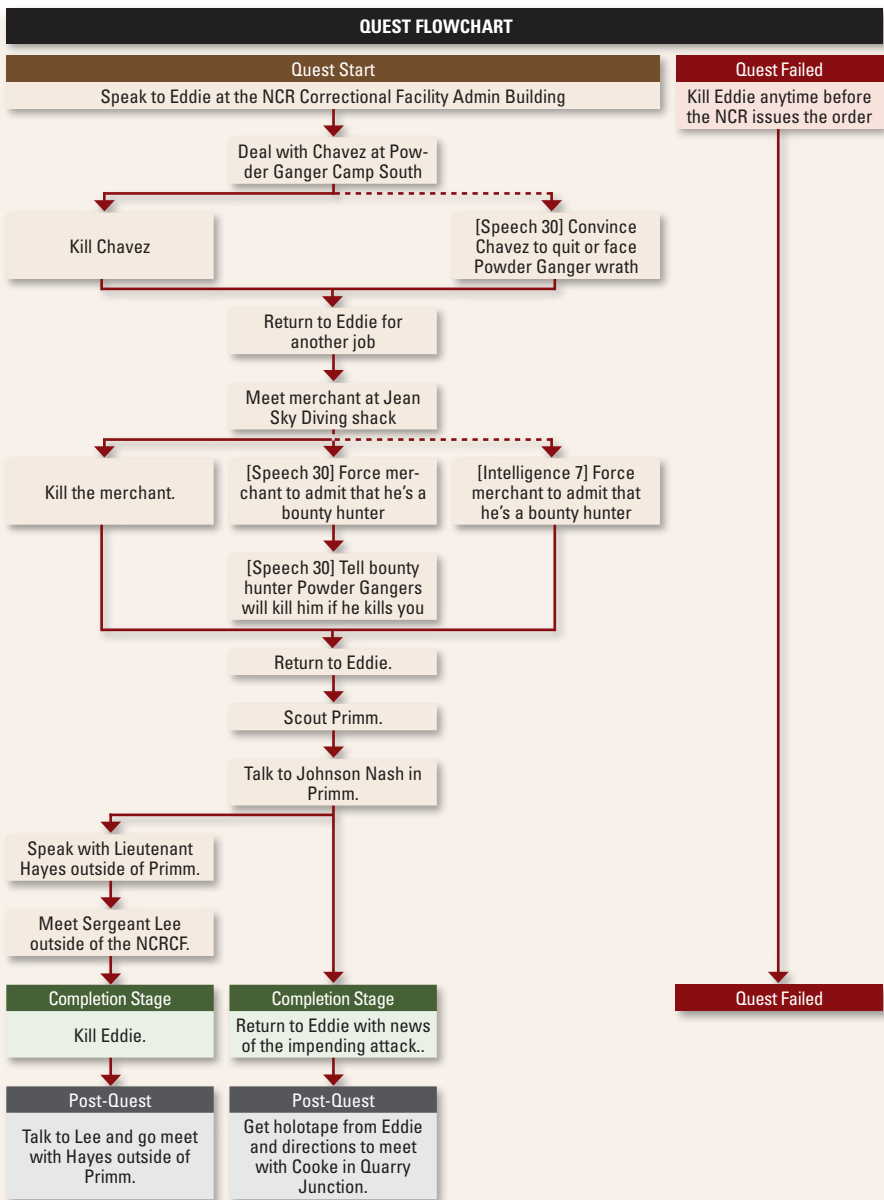 QUEST FLOWCHART
Quest Start
Speak to Eddie at the NCR Correctional Facility Admin Building
Quest Failed
Kill Eddie anytime before
the NCR issues the order
Deal with Chavez at Pow-
der Ganger Camp South
Kill Chavez
[Speech 30] Convince
Chavez to quit or face
Powder Ganger wrath
Return to Eddie for
another job
Meet merchant at Jean
Sky Diving shack
Kill the merchant.
[Speech 30] Force mer-
chant to admit that he's a
bounty hunter
[Intelligence 7] Force
merchant to admit that
he's a bounty hunter
[Speech 30] Tell bounty
hunter Powder Gangers
will kill him if he kills you
Return to Eddie.
Scout Primm.
Talk to Johnson Nash in
Primm.
Speak with Lieutenant
Hayes outside of Primm.
Meet Sergeant Lee
outside of the NCRCF.
Completion Stage
Kill Eddie.
Completion Stage
Return to Eddie with news
of the impending attack..
Quest Failed
Post-Quest
Talk to Lee and go meet
with Hayes outside of
Primm.
Post-Quest
Get holotape from Eddie
and directions to meet
with Cooke in Quarry
Junction.